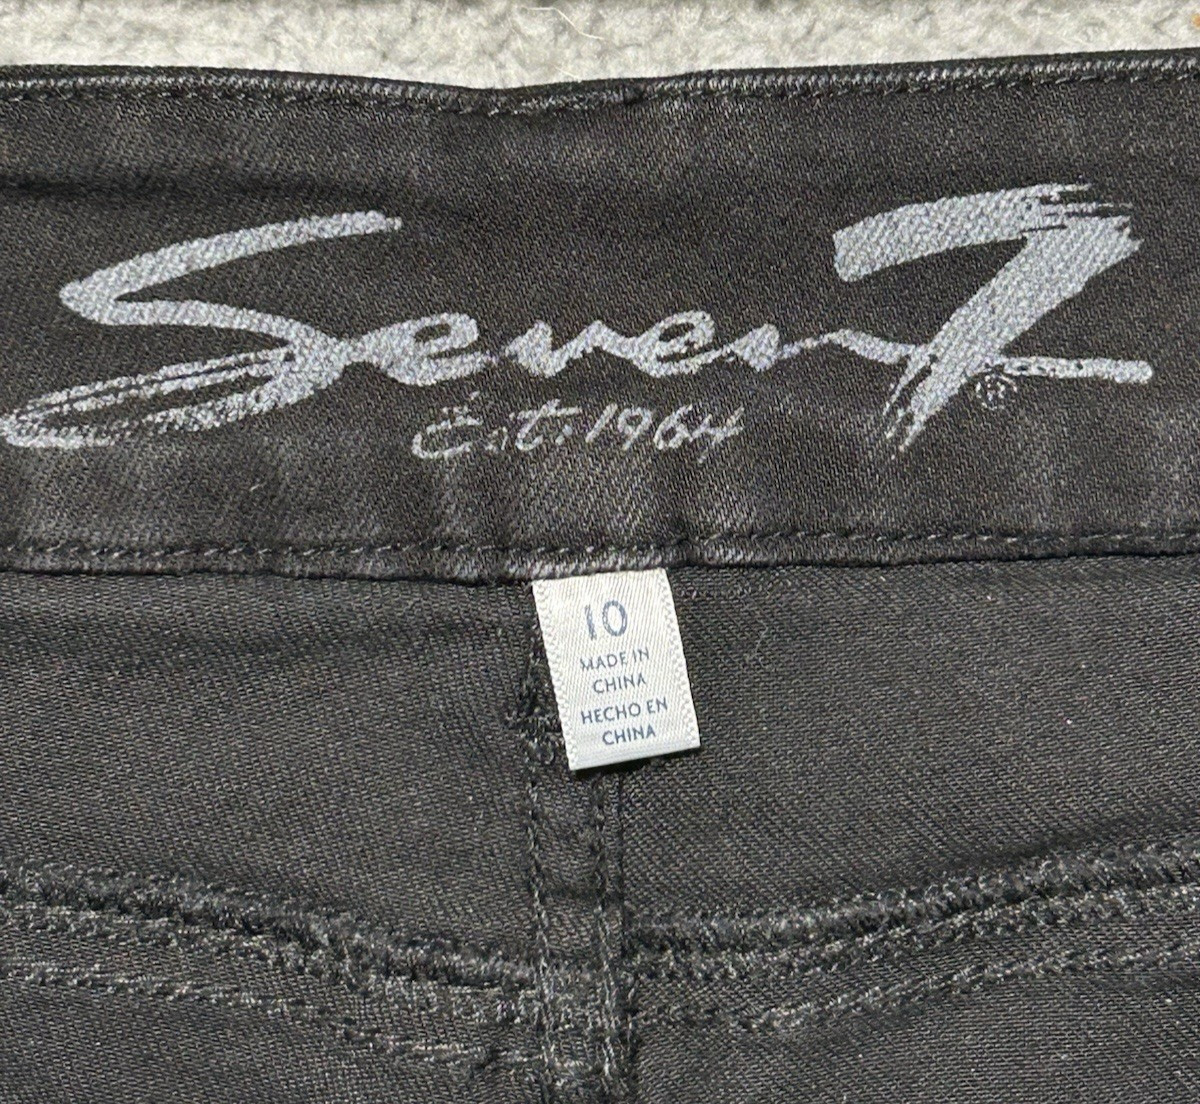 Seven7®
Est. 1964
10
MADE IN
CHINA
HECHO EN
CHINA